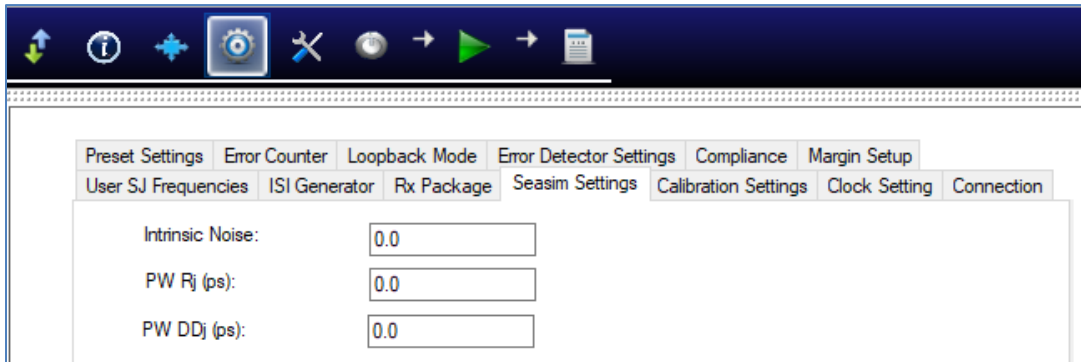 Preset Settings Error Counter Loopback Mode Error Detector Settings Compliance Margin Setup
User SJ Frequencies ISI Generator Rx Package Seasim Settings Calibration Settings Clock Setting Connection
Intrinsic Noise: 0.0
PW Rj (ps): 0.0
PW DDj (ps): 0.0